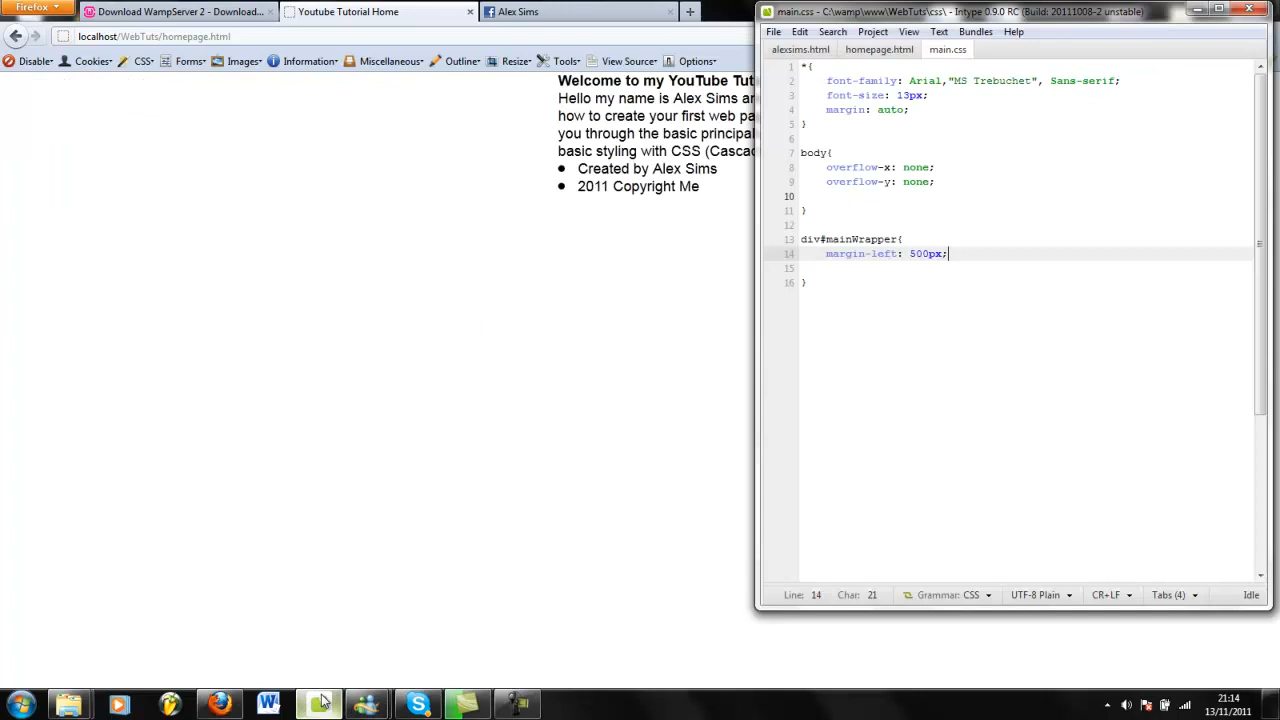 Firefox
Download WampServer 2 - Download...
Youtube Tutorial Home
Alex Sims
localhost/WebTuts/homepage.html
Disable
Cookies
CSS
Forms
Images
Information
Miscellaneous
Outline
Resize
Tools
View Source
Options
Welcome to my YouTube Tut
Hello my name is Alex Sims an
how to create your first web pa
you through the basic principal
basic styling with CSS (Cascad
Created by Alex Sims
2011 Copyright Me
main.css - C:\wamp\www\WebTuts\css\ - Intype 0.9.0 RC (Build: 20111008-2 unstable)
File Edit Search Project View Text Bundles Help
alexsims.html homepage.html main.css
1 *{
2 font-family: Arial,"MS Trebuchet", Sans-serif;
3 font-size: 13px;
4 margin: auto;
5 }
6
7 body{
8 overflow-x: none;
9 overflow-y: none;
10
11 }
12
13 div#mainWrapper{
14 margin-left: 500px;
15
16 }
Line: 14 Char: 21 Grammar: CSS UTF-8 Plain CR+LF Tabs (4) Idle
21:14
13/11/2011